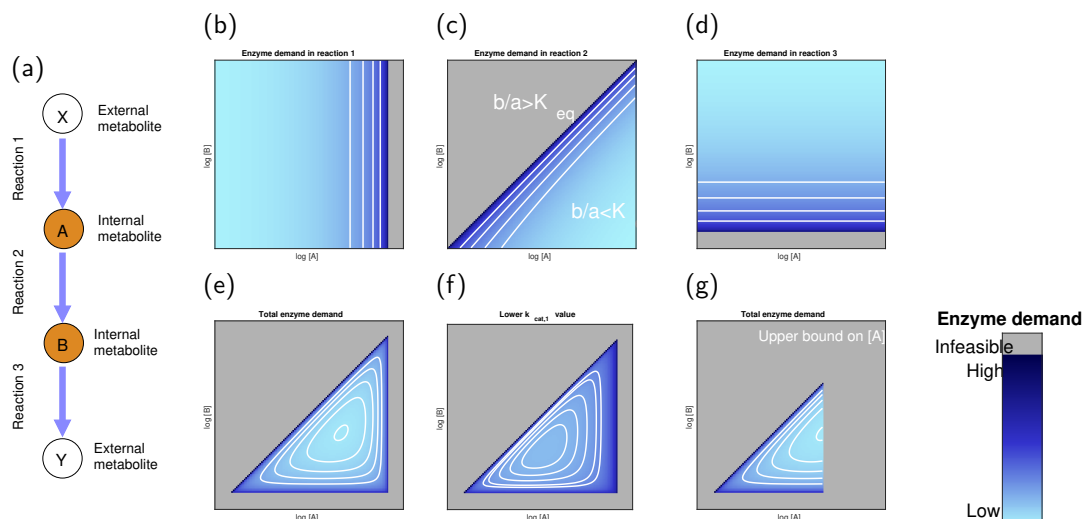 (a)
X
External
metabolite
Reaction 1
A
Internal
metabolite
Reaction 2
B
Internal
metabolite
Reaction 3
Y
External
metabolite
(b)
Enzyme demand in reaction 1
log [B]
log [A]
(c)
Enzyme demand in reaction 2
b/a>K eq
b/a<K
log [B]
log [A]
(d)
Enzyme demand in reaction 3
log [B]
log [A]
(e)
Total enzyme demand
log [B]
log [A]
(f)
Lower k cat,1 value
log [B]
log [A]
(g)
Total enzyme demand
Upper bound on [A]
log [B]
log [A]
Enzyme demand
Infeasible
High
Low